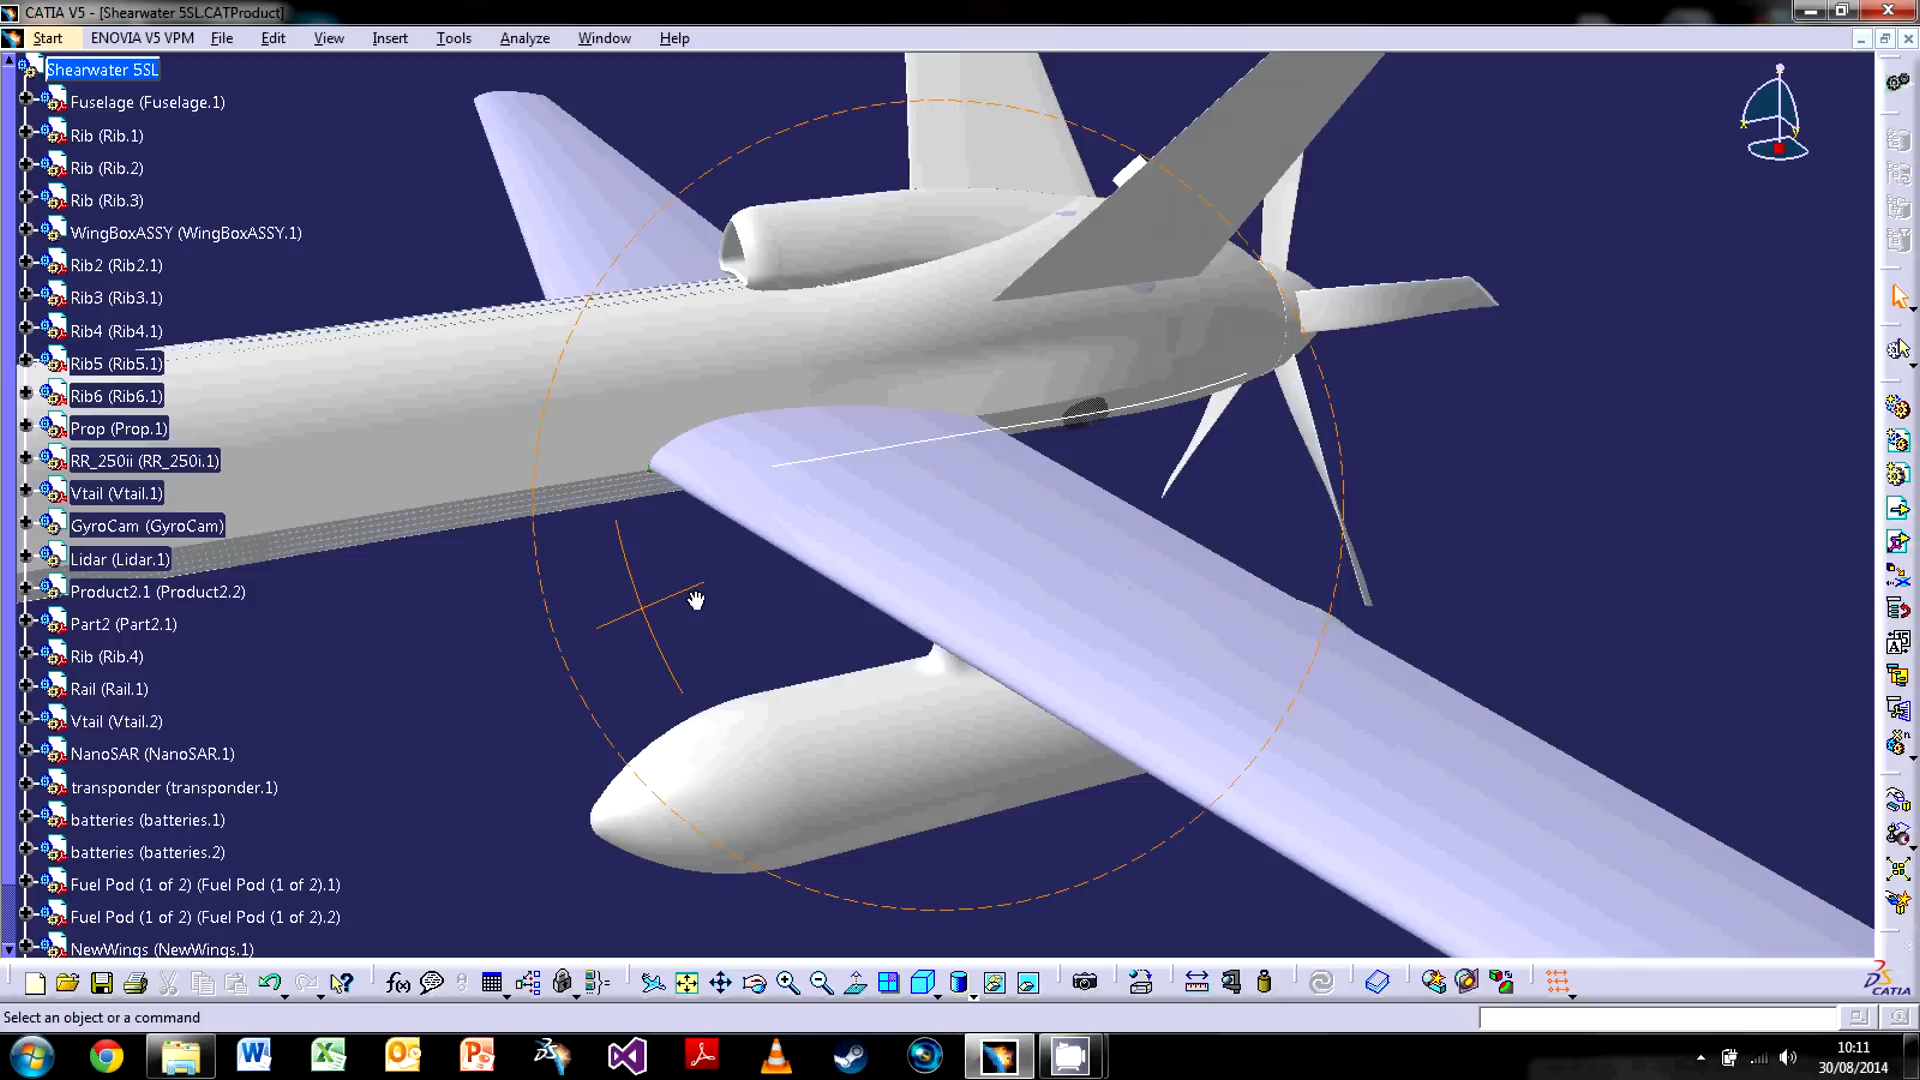 CATIA V5 - [Shearwater 5SL.CATProduct]
Start ENOVIA V5 VPM File Edit View Insert Tools Analyze Window Help
Shearwater 5SL
Fuselage (Fuselage.1)
Rib (Rib.1)
Rib (Rib.2)
Rib (Rib.3)
WingBoxASSY (WingBoxASSY.1)
Rib2 (Rib2.1)
Rib3 (Rib3.1)
Rib4 (Rib4.1)
Rib5 (Rib5.1)
Rib6 (Rib6.1)
Prop (Prop.1)
RR_250ii (RR_250i.1)
Vtail (Vtail.1)
GyroCam (GyroCam)
Lidar (Lidar.1)
Product2.1 (Product2.2)
Part2 (Part2.1)
Rib (Rib.4)
Rail (Rail.1)
Vtail (Vtail.2)
NanoSAR (NanoSAR.1)
transponder (transponder.1)
batteries (batteries.1)
batteries (batteries.2)
Fuel Pod (1 of 2) (Fuel Pod (1 of 2).1)
Fuel Pod (1 of 2) (Fuel Pod (1 of 2).2)
NewWings (NewWings.1)
CATIA
Select an object or a command
10:11
30/08/2014